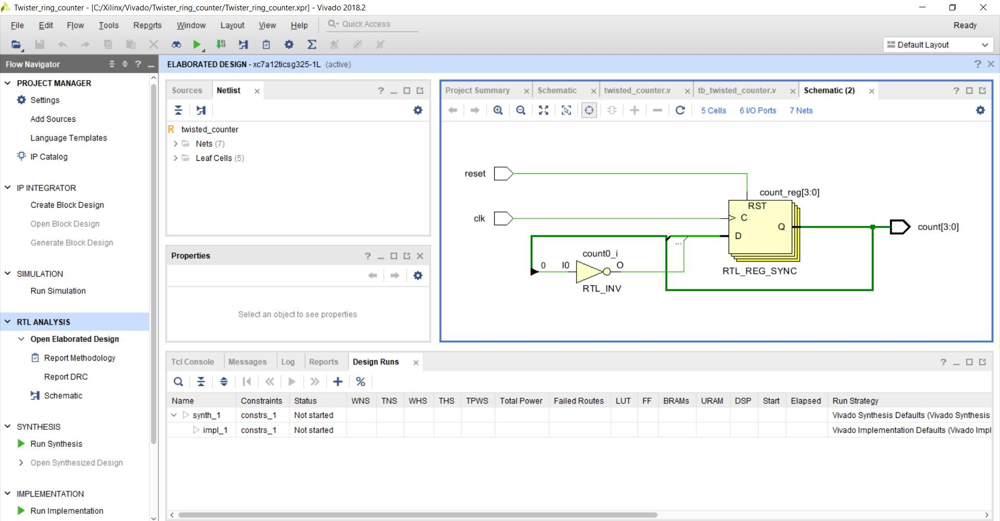 Twister_ring_counter - [C:/Xilinx/Vivado/Twister_ring_counter/Twister_ring_counter.xpr] - Vivado 2018.2
File Edit Flow Tools Reports Window Layout View Help Quick Access Ready
Default Layout
Flow Navigator
PROJECT MANAGER
Settings
Add Sources
Language Templates
IP Catalog
IP INTEGRATOR
Create Block Design
Open Block Design
Generate Block Design
SIMULATION
Run Simulation
RTL ANALYSIS
Open Elaborated Design
Report Methodology
Report DRC
Schematic
SYNTHESIS
Run Synthesis
Open Synthesized Design
IMPLEMENTATION
Run Implementation
ELABORATED DESIGN - xc7a12ticsg325-1L (active)
Sources Netlist
R twisted_counter
Nets (7)
Leaf Cells (5)
Properties
Select an object to see properties
Project Summary Schematic twisted_counter.v tb_twisted_counter.v Schematic (2)
5 Cells 6 I/O Ports 7 Nets
reset
count_reg[3:0]
RST
clk
C
Q
count[3:0]
D
...
count0_i
0 I0 O
RTL_REG_SYNC
RTL_INV
Tcl Console Messages Log Reports Design Runs
Name Constraints Status WNS TNS WHS THS TPWS Total Power Failed Routes LUT FF BRAMs URAM DSP Start Elapsed Run Strategy
synth_1 constrs_1 Not started Vivado Synthesis Defaults (Vivado Synthesis
impl_1 constrs_1 Not started Vivado Implementation Defaults (Vivado Impl